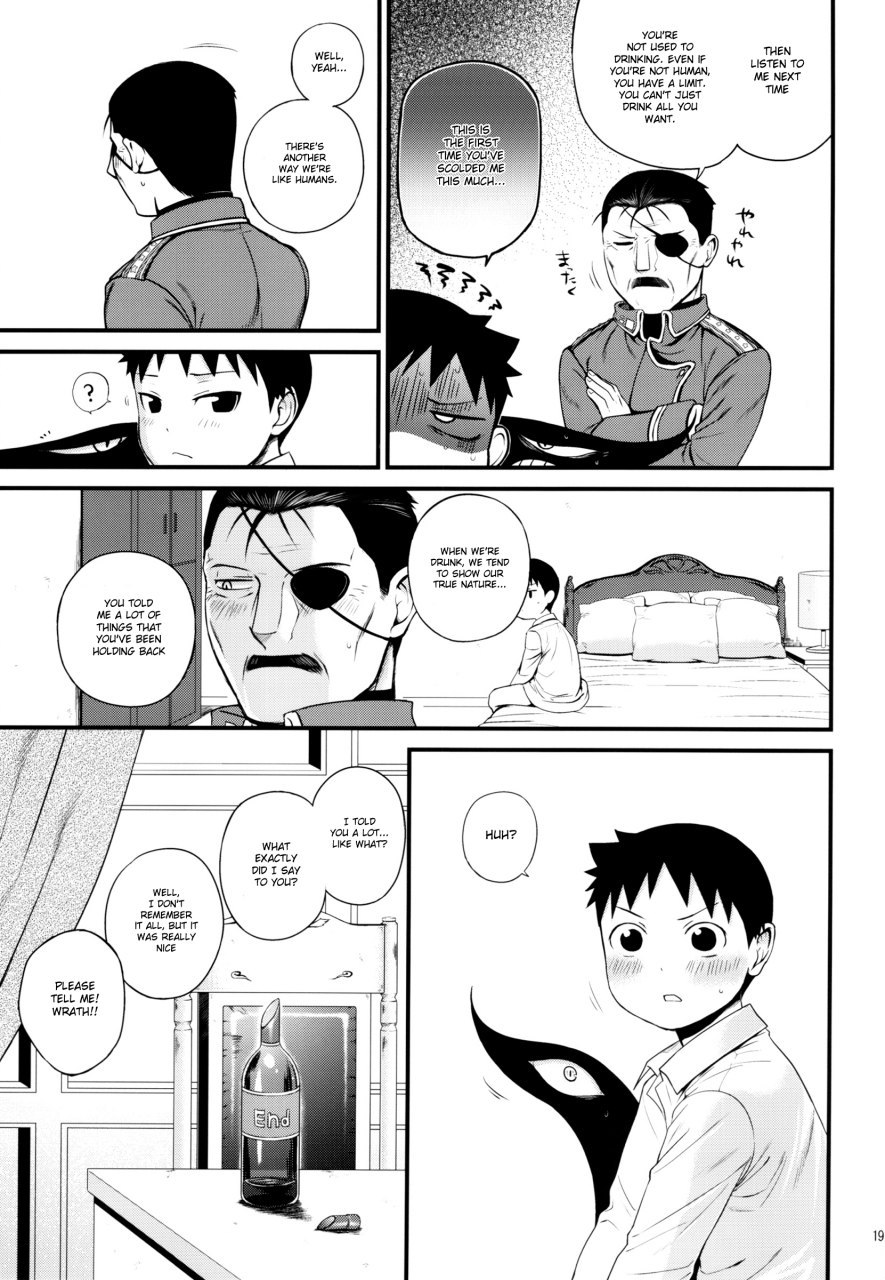 THEN
LISTEN TO
ME NEXT
TIME
YOU'RE
NOT USED TO
DRINKING. EVEN IF
YOU'RE NOT HUMAN,
YOU HAVE A LIMIT.
YOU CAN'T JUST
DRINK ALL YOU
WANT.
やれやれ
まったく
THIS IS
THE FIRST
TIME YOU'VE
SCOLDED ME
THIS MUCH...
WELL,
YEAH...
THERE'S
ANOTHER
WAY WE'RE
LIKE HUMANS.
?
WHEN WE'RE
DRUNK, WE TEND
TO SHOW OUR
TRUE NATURE...
YOU TOLD
ME A LOT OF
THINGS THAT
YOU'VE BEEN
HOLDING BACK
HUH?
I TOLD
YOU A LOT...
LIKE WHAT?
WHAT
EXACTLY
DID I SAY
TO YOU?
WELL,
I DON'T
REMEMBER
IT ALL, BUT IT
WAS REALLY
NICE
PLEASE
TELL ME!
WRATH!!
End
19